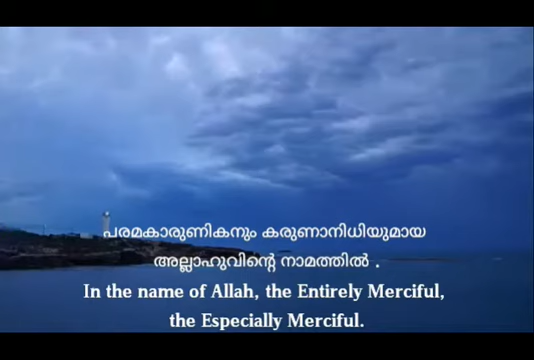 പരമകാരുണികനും കരുണാനിധിയുമായ
അല്ലാഹുവിന്റെ നാമത്തിൽ .
In the name of Allah, the Entirely Merciful,
the Especially Merciful.